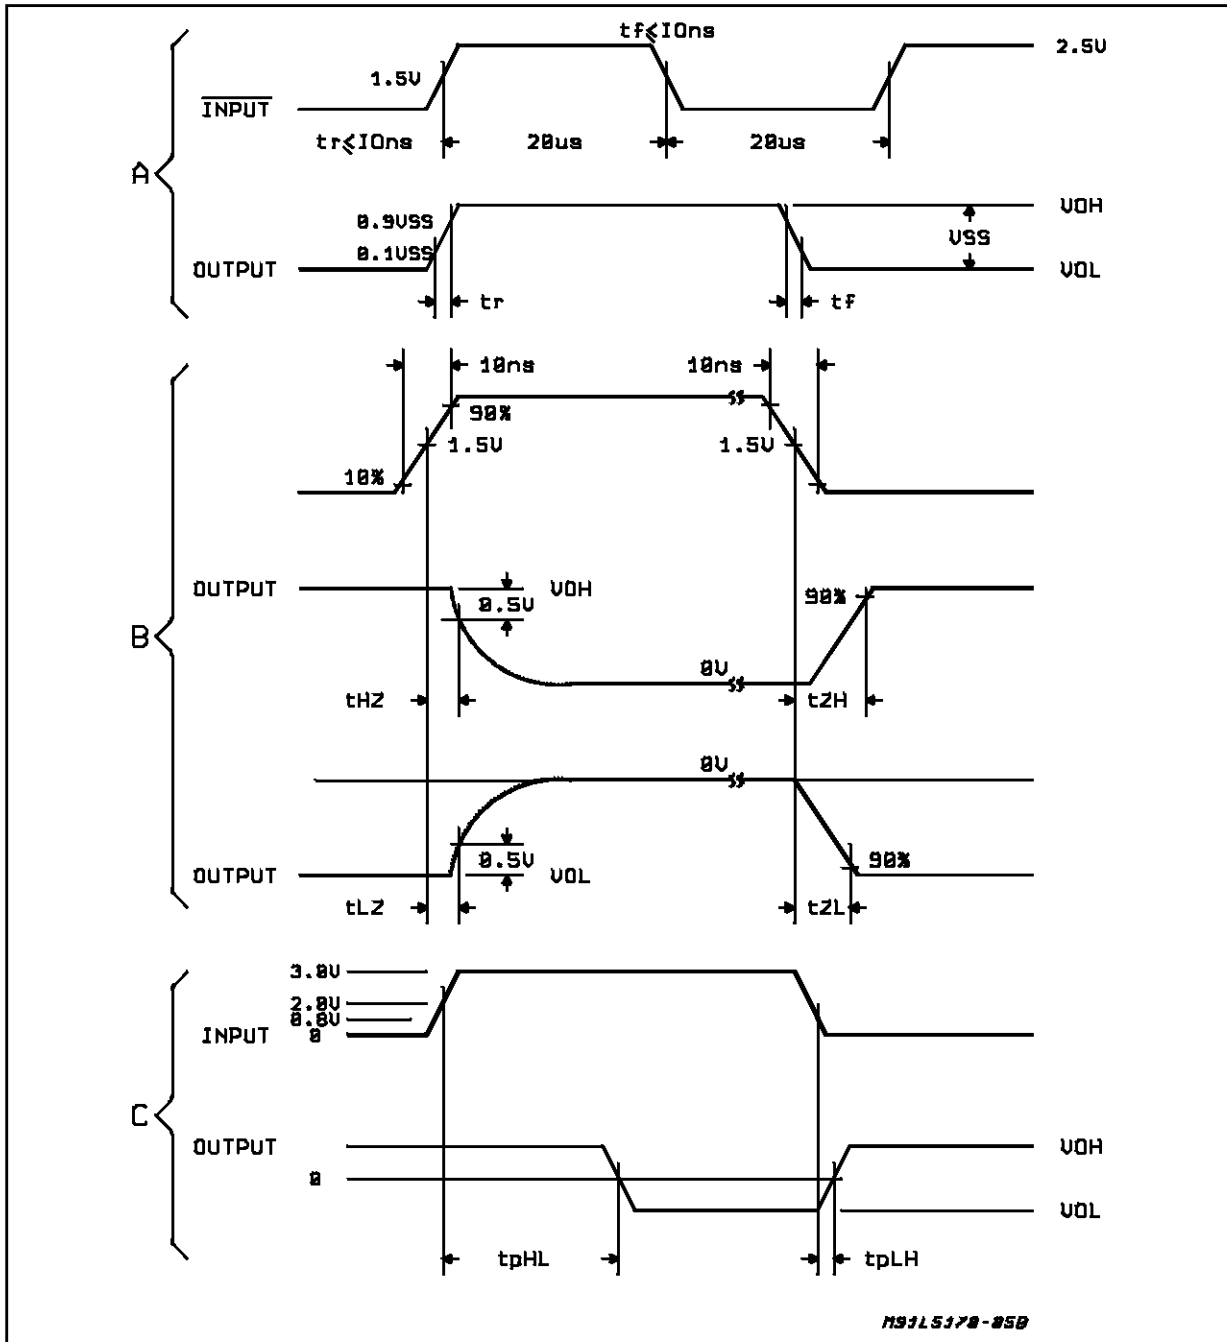 tf≤10ns
2.5V
1.5V
INPUT
tr≤10ns
20us
20us
A
0.9VSS
VOH
VSS
0.1VSS
OUTPUT
VOL
tr
tf
10ns
10ns
90%
1.5V
1.5V
10%
OUTPUT
VOH
0.5V
90%
B
0V
tHZ
tZH
0V
0.5V
90%
OUTPUT
VOL
tLZ
tZL
3.0V
2.0V
0.8V
INPUT
0
C
OUTPUT
VOH
0
VOL
tpHL
tpLH
M91L5170-05D